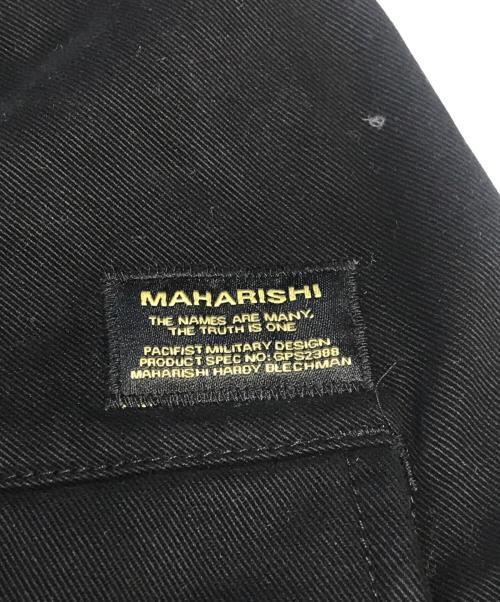 MAHARISHI
THE NAMES ARE MANY,
THE TRUTH IS ONE
PACIFIST MILITARY DESIGN
PRODUCT SPEC NO: GPS2388
MAHARISHI HARDY BLECHMAN